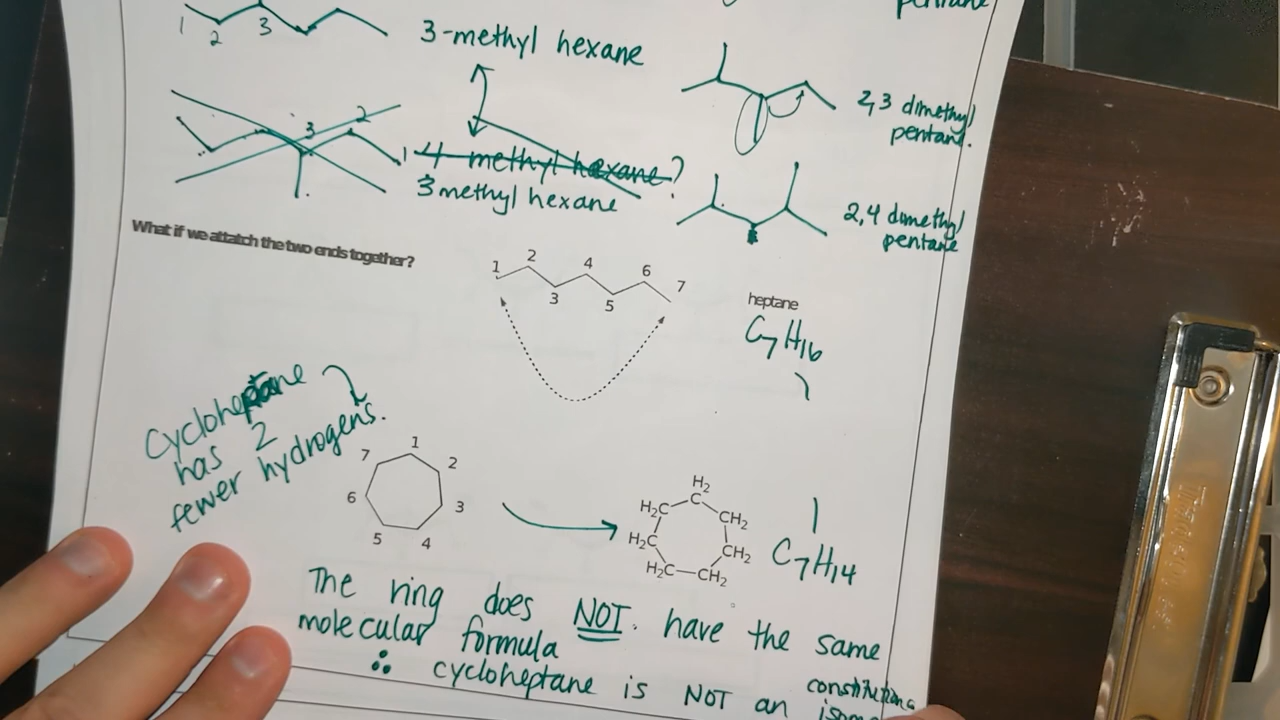 pentane
1 2 3
3-methyl hexane
2,3 dimethyl
pentane.
3 2 1
4 methyl hexane?
3 methyl hexane
2,4 dimethyl
pentane
What if we attatch the two ends together?
1 2 3 4 5 6 7
heptane
C7H16
Cycloheptane
has 2
fewer hydrogens.
1 2 3 4 5 6 7
H2
C
H2C CH2
H2C CH2
H2C CH2
C7H14
The ring does NOT. have the same
molecular formula
∴ cycloheptane is NOT an